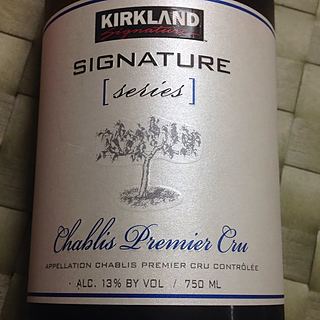 KIRKLAND
Signature
SIGNATURE
[series]
Chablis Premier Cru
APPELLATION CHABLIS PREMIER CRU CONTRÔLÉE
· ALC. 13% BY VOL / 750 ML